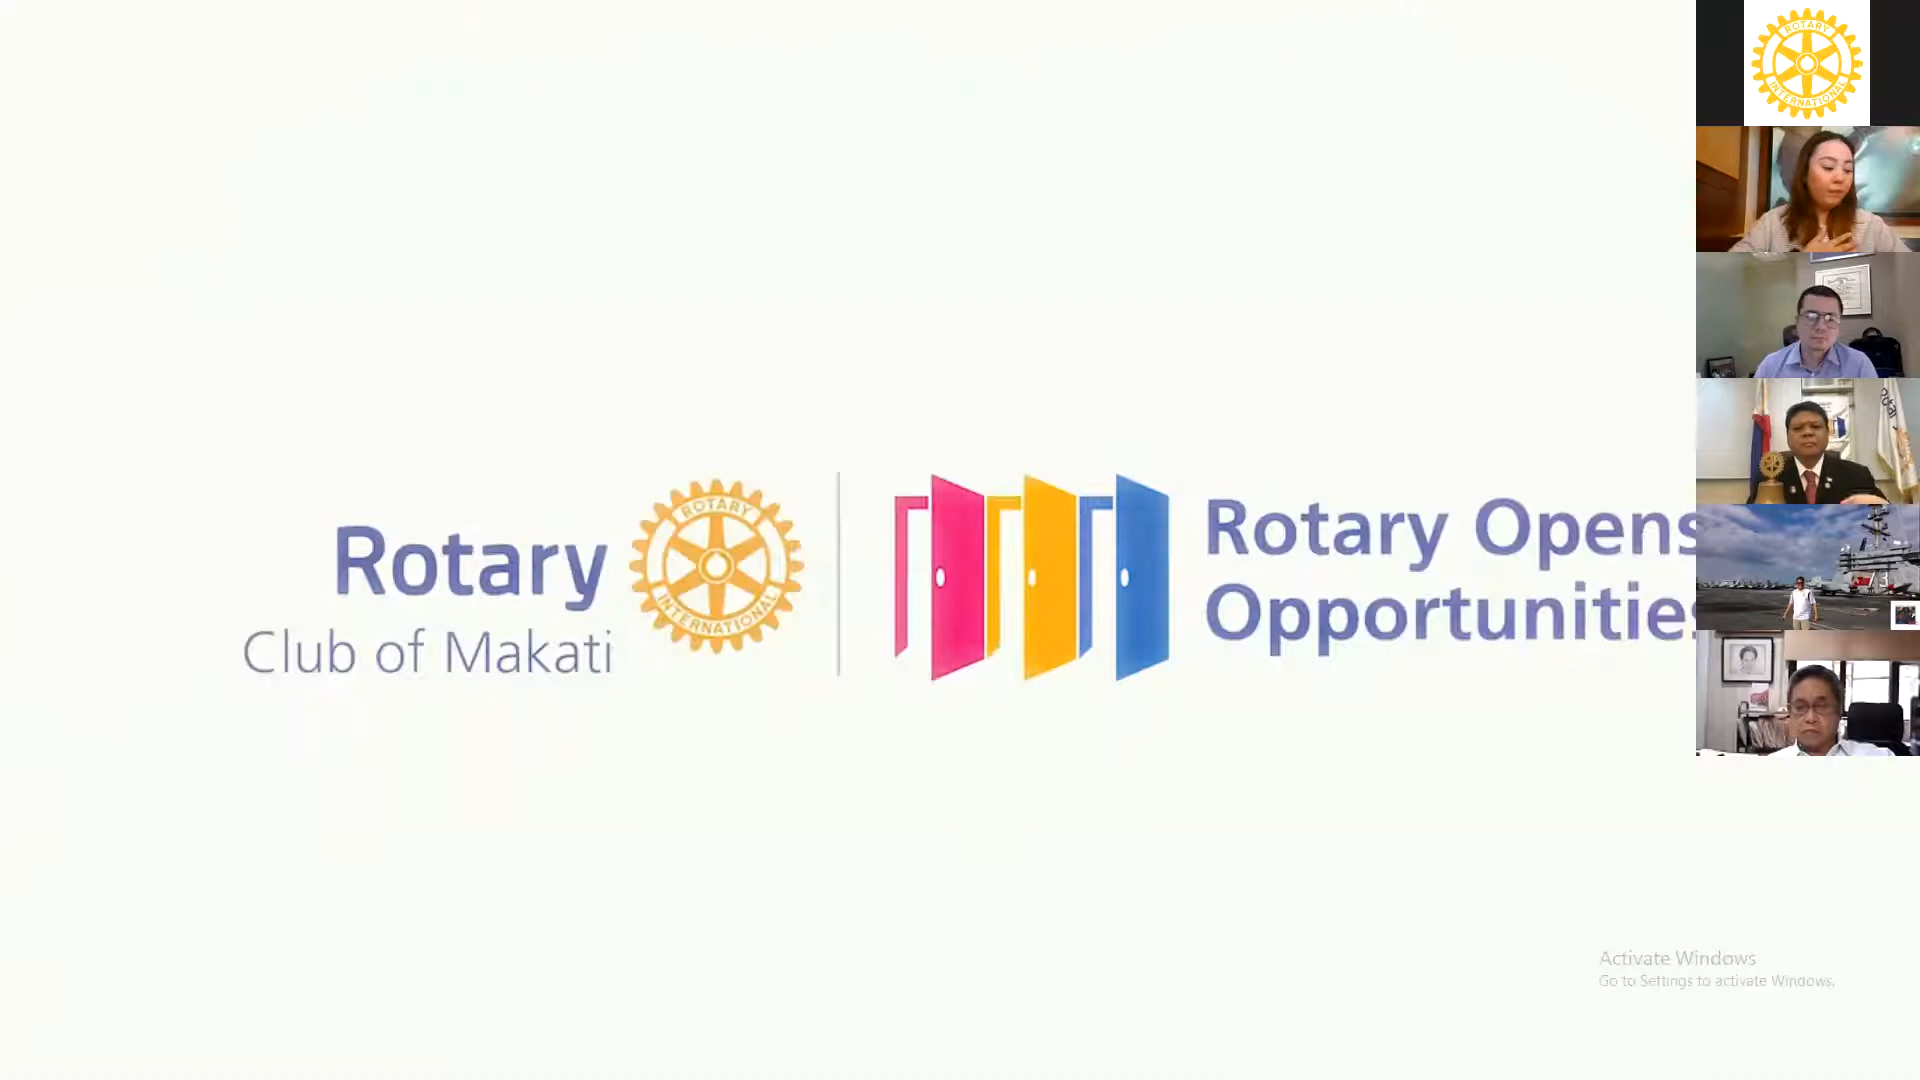 ROTARY
INTERNATIONAL
Rotary
Club of Makati
ROTARY
INTERNATIONAL
Rotary Opens
Opportunities
Activate Windows
Go to Settings to activate Windows.